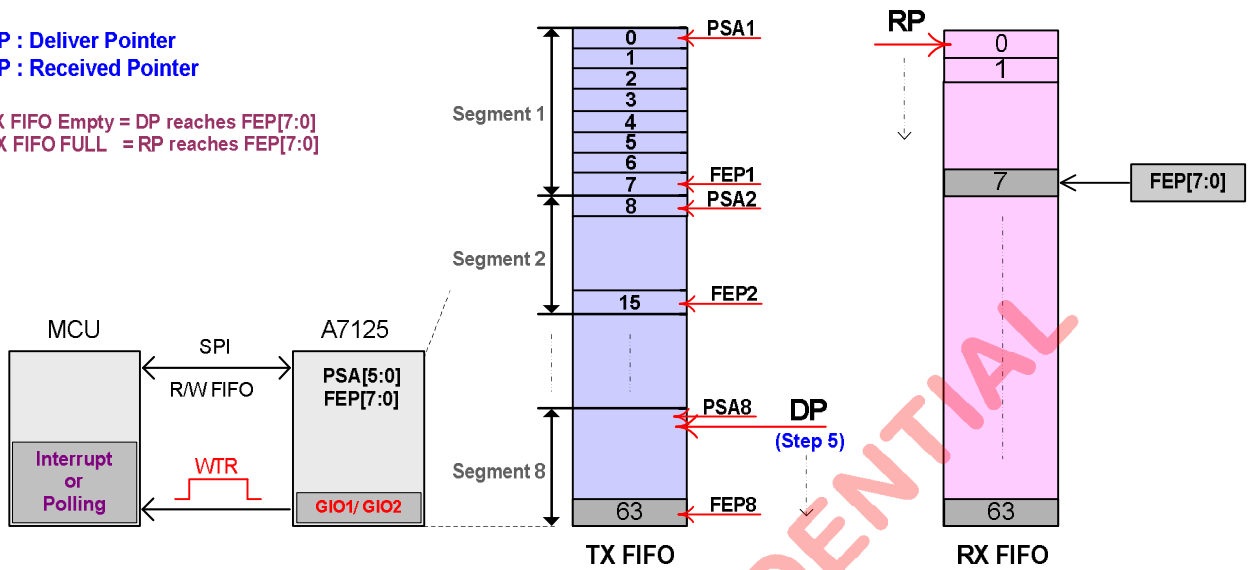 P : Deliver Pointer
P : Received Pointer
X FIFO Empty = DP reaches FEP[7:0]
X FIFO FULL = RP reaches FEP[7:0]
MCU
Interrupt
or
Polling
SPI
R/W FIFO
WTR
A7125
PSA[5:0]
FEP[7:0]
GIO1/ GIO2
Segment 1
Segment 2
Segment 8
0
1
2
3
4
5
6
7
8
15
63
TX FIFO
PSA1
FEP1
PSA2
FEP2
PSA8
DP
(Step 5)
FEP8
RP
0
1
7
63
RX FIFO
FEP[7:0]
DENTIAL